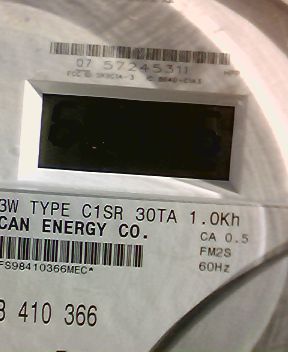 07 57245311
3W TYPE C1SR 30TA 1.0Kh
CAN ENERGY CO.
CA 0.5
FM2S
60Hz
FS98410366MEC*
8 410 366